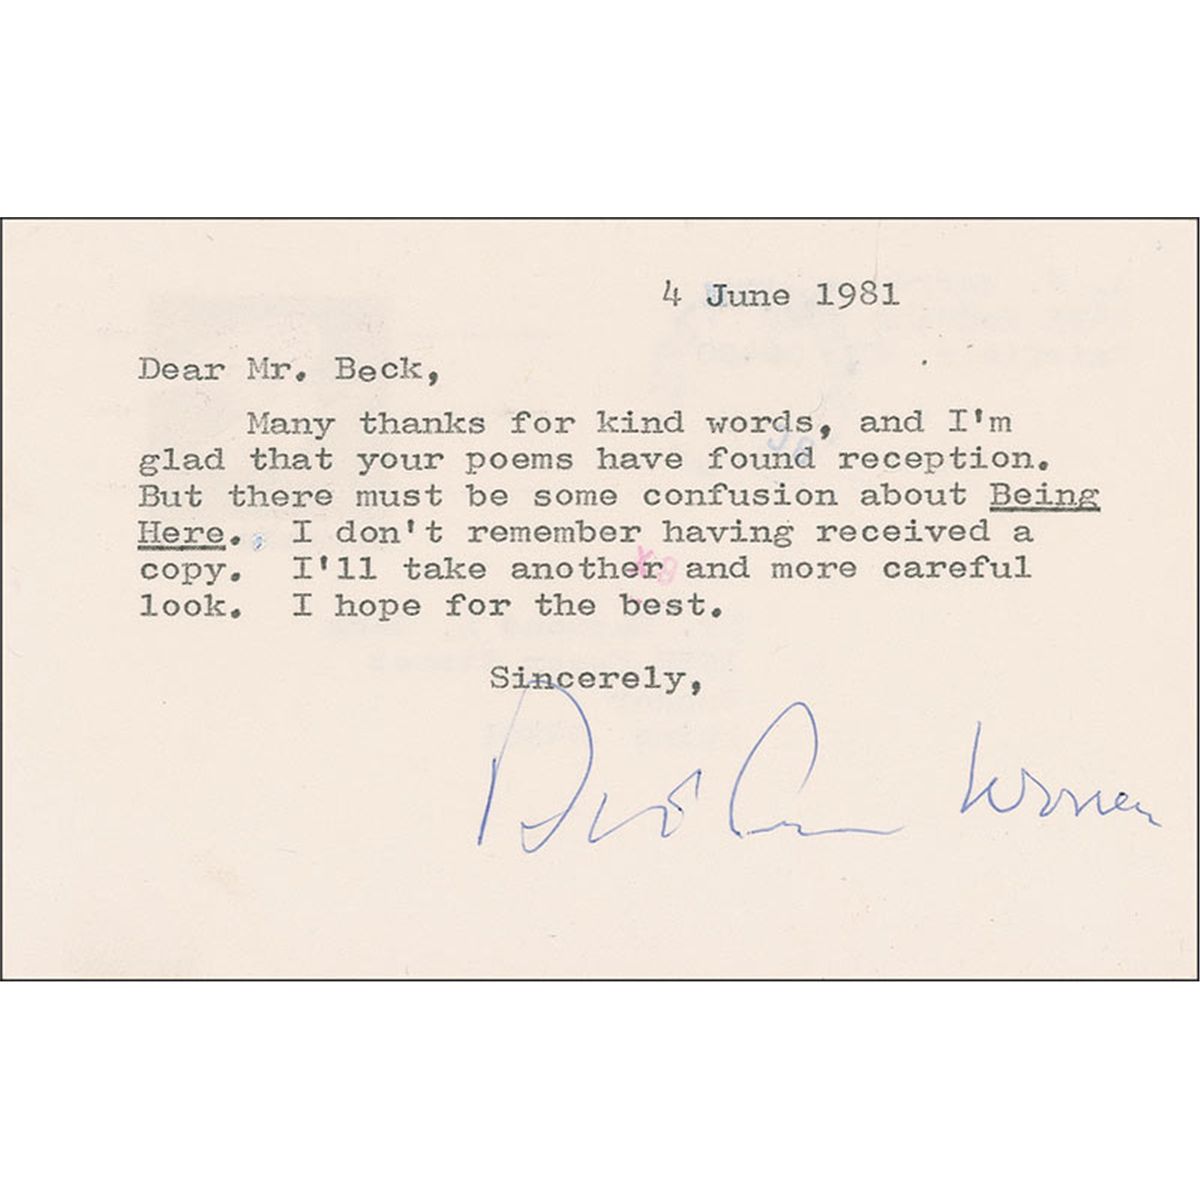 4 June 1981
Dear Mr. Beck,
Many thanks for kind words, and I'm
glad that your poems have found reception.
But there must be some confusion about Being
Here. I don't remember having received a
copy. I'll take another and more careful
look. I hope for the best.
Sincerely,
Warren